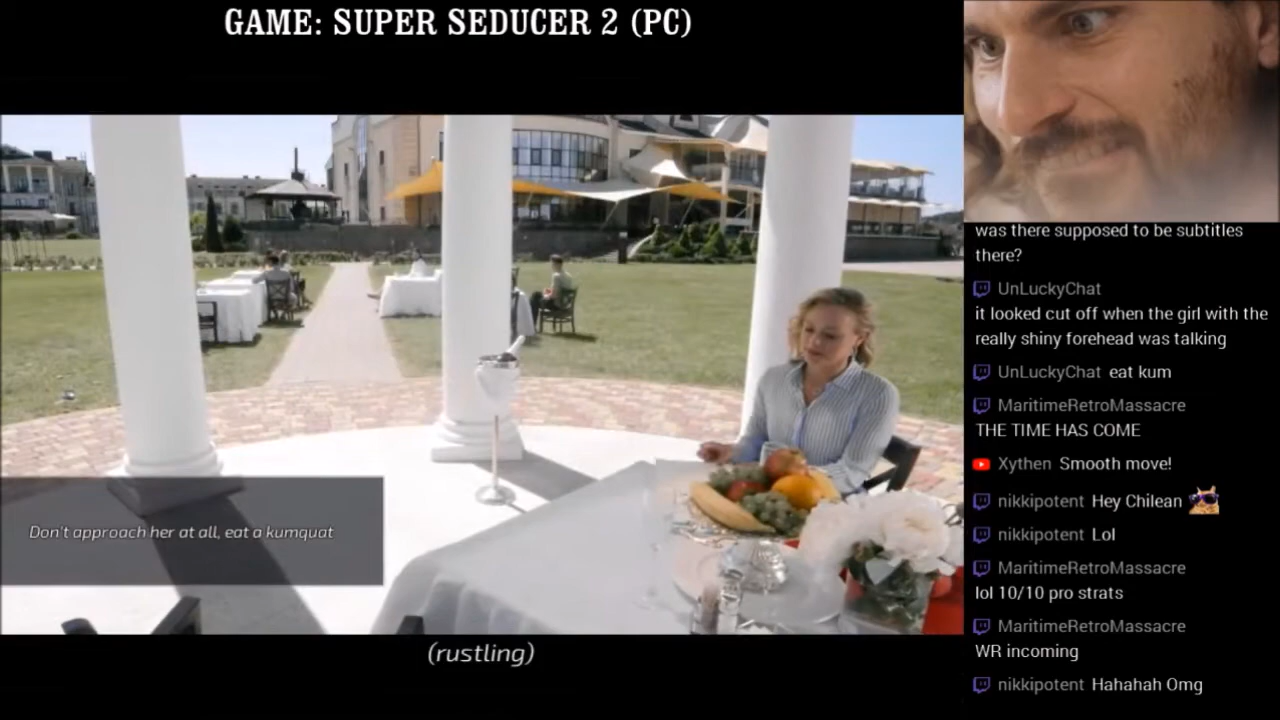 GAME: SUPER SEDUCER 2 (PC)
was there supposed to be subtitles
there?
UnLuckyChat
it looked cut off when the girl with the
really shiny forehead was talking
UnLuckyChat eat kum
MaritimeRetroMassacre
THE TIME HAS COME
Xythen Smooth move!
nikkipotent Hey Chilean
nikkipotent Lol
MaritimeRetroMassacre
lol 10/10 pro strats
MaritimeRetroMassacre
WR incoming
nikkipotent Hahahah Omg
Don't approach her at all, eat a kumquat
(rustling)